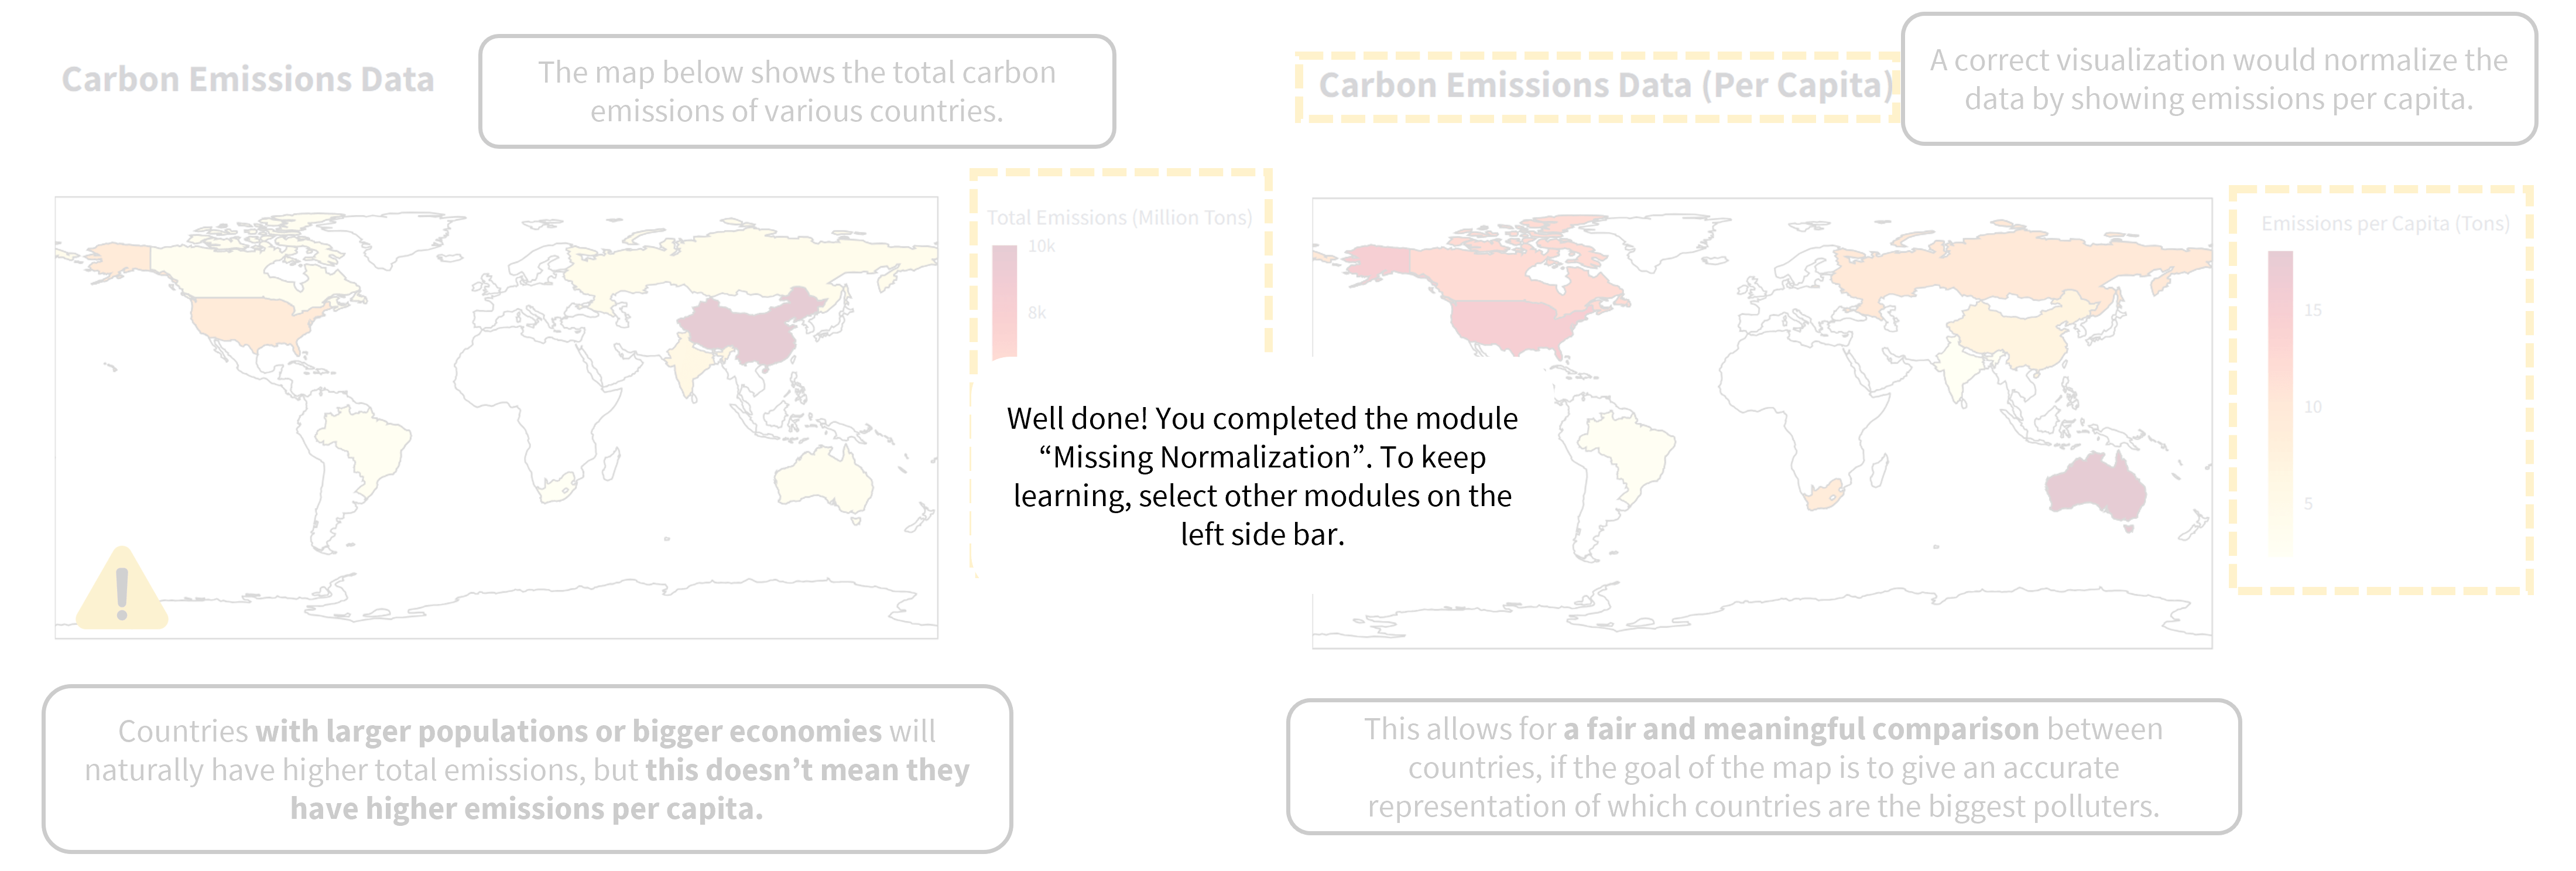 Carbon Emissions Data
The map below shows the total carbon
emissions of various countries.
Total Emissions (Million Tons)
10k
8k
Countries with larger populations or bigger economies will
naturally have higher total emissions, but this doesn't mean they
have higher emissions per capita.
Well done! You completed the module
“Missing Normalization”. To keep
learning, select other modules on the
left side bar.
Carbon Emissions Data (Per Capita)
A correct visualization would normalize the
data by showing emissions per capita.
Emissions per Capita (Tons)
15
10
5
This allows for a fair and meaningful comparison between
countries, if the goal of the map is to give an accurate
representation of which countries are the biggest polluters.